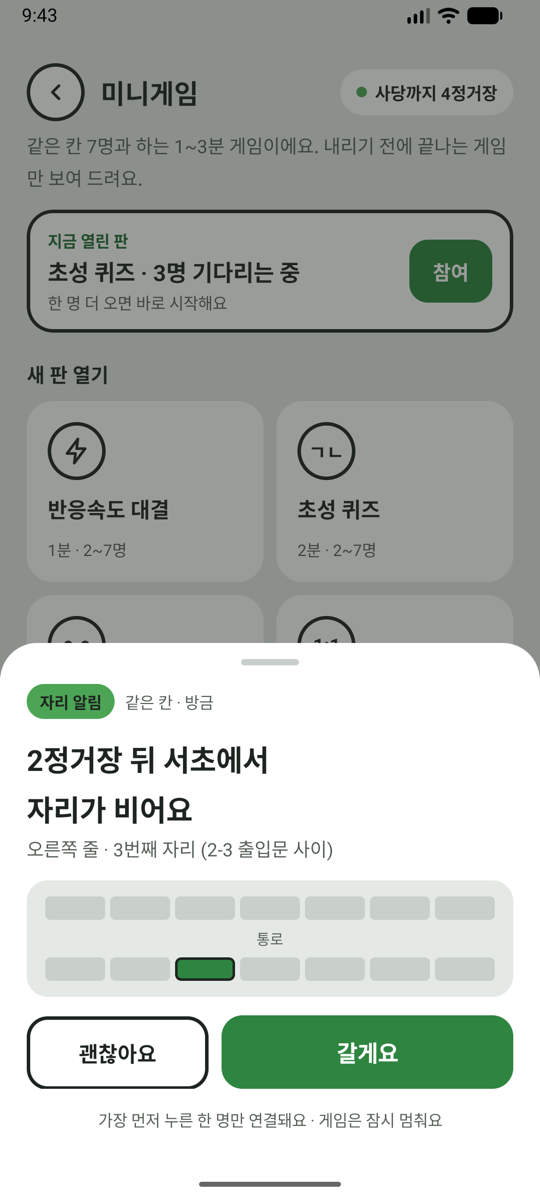 9:43
미니게임
사당까지 4정거장
같은 칸 7명과 하는 1~3분 게임이에요. 내리기 전에 끝나는 게임
만 보여 드려요.
지금 열린 판
초성 퀴즈 · 3명 기다리는 중
한 명 더 오면 바로 시작해요
참여
새 판 열기
반응속도 대결
1분 · 2~7명
ㄱㄴ
초성 퀴즈
2분 · 2~7명
자리 알림
같은 칸 · 방금
2정거장 뒤 서초에서
자리가 비어요
오른쪽 줄 · 3번째 자리 (2-3 출입문 사이)
통로
괜찮아요
갈게요
가장 먼저 누른 한 명만 연결돼요 · 게임은 잠시 멈춰요